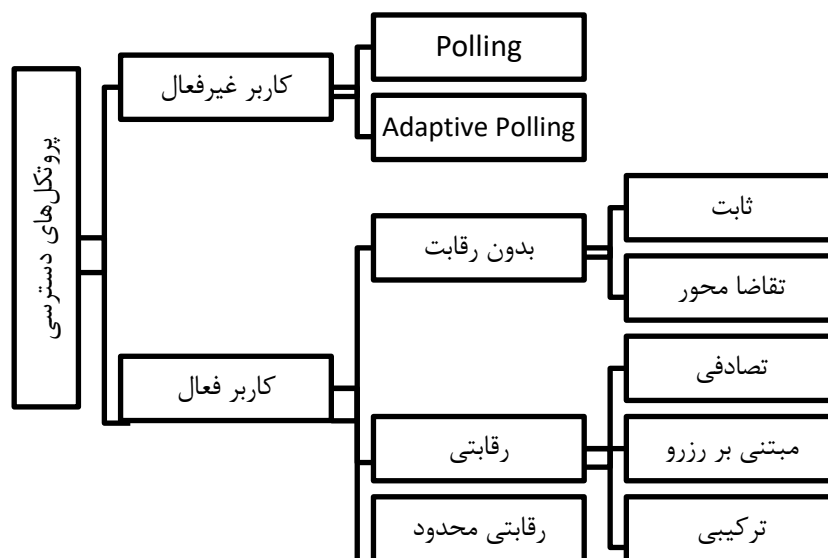 پروتکل‌های دسترسی
کاربر غیرفعال
Polling
Adaptive Polling
کاربر فعال
بدون رقابت
ثابت
تقاضا محور
رقابتی
تصادفی
مبتنی بر رزرو
ترکیبی
رقابتی محدود